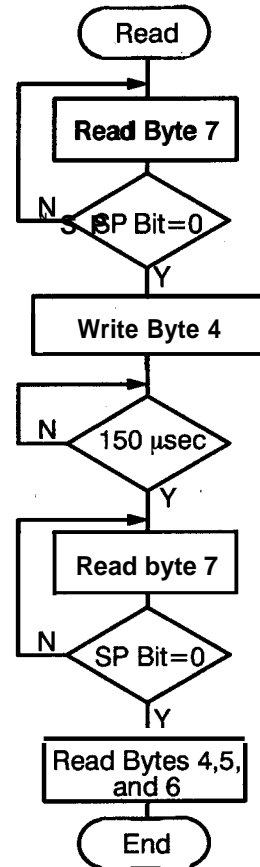 Read
Read Byte 7
N
SP Bit=0
Y
Write Byte 4
N
150 µsec
Y
Read byte 7
N
SP Bit=0
Y
Read Bytes 4,5,
and 6
End